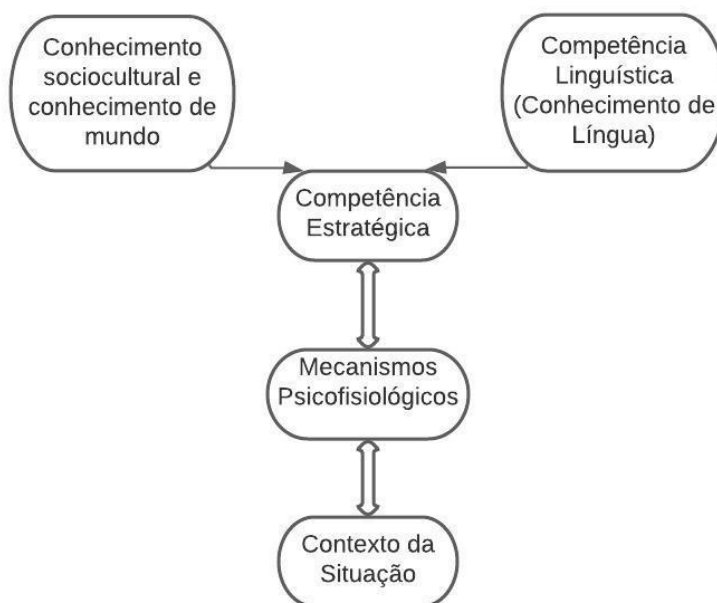 Conhecimento
sociocultural e
conhecimento de
mundo
Competência
Linguística
(Conhecimento de
Língua)
Competência
Estratégica
Mecanismos
Psicofisiológicos
Contexto da
Situação